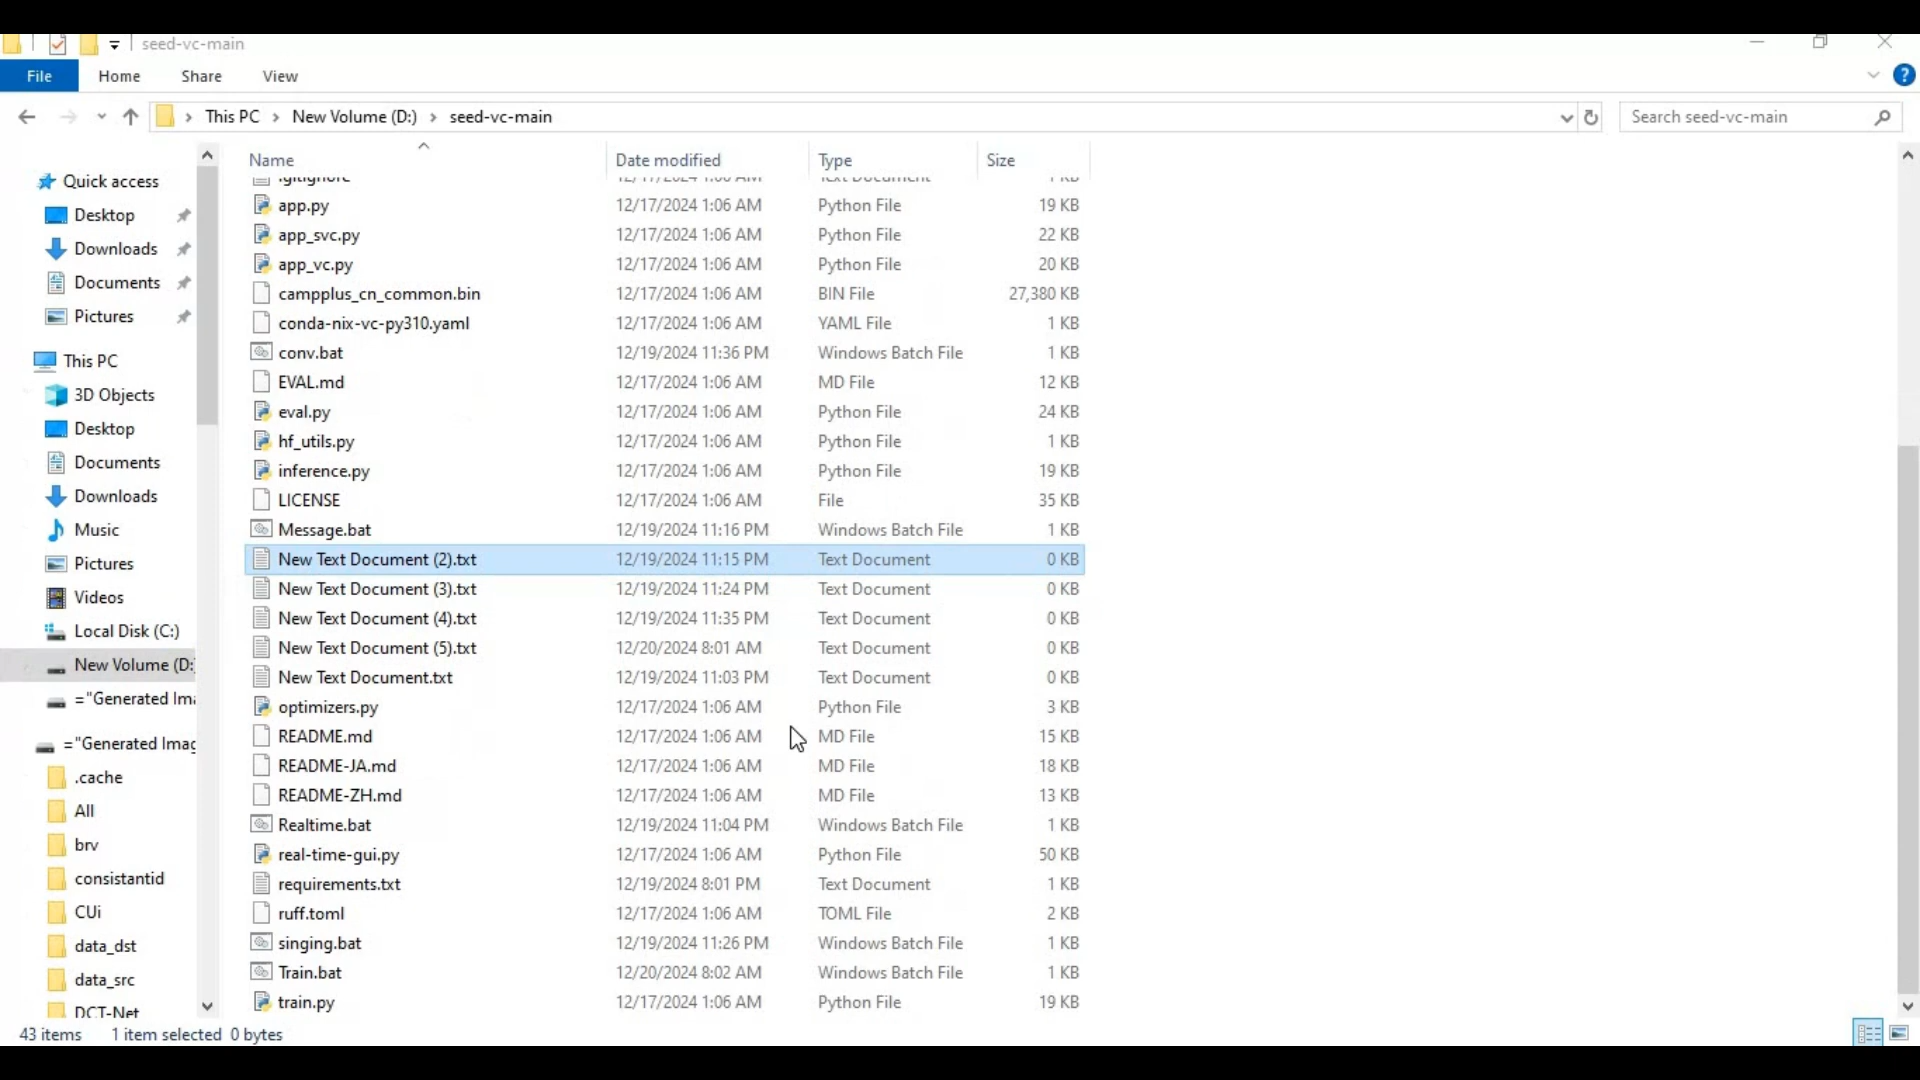 seed-vc-main
File Home Share View
This PC New Volume (D:) seed-vc-main Search seed-vc-main
Name Date modified Type Size
.gitignore 12/17/2024 1:06 AM Text Document 1 KB
app.py 12/17/2024 1:06 AM Python File 19 KB
app_svc.py 12/17/2024 1:06 AM Python File 22 KB
app_vc.py 12/17/2024 1:06 AM Python File 20 KB
campplus_cn_common.bin 12/17/2024 1:06 AM BIN File 27,380 KB
conda-nix-vc-py310.yaml 12/17/2024 1:06 AM YAML File 1 KB
conv.bat 12/19/2024 11:36 PM Windows Batch File 1 KB
EVAL.md 12/17/2024 1:06 AM MD File 12 KB
eval.py 12/17/2024 1:06 AM Python File 24 KB
hf_utils.py 12/17/2024 1:06 AM Python File 1 KB
inference.py 12/17/2024 1:06 AM Python File 19 KB
LICENSE 12/17/2024 1:06 AM File 35 KB
Message.bat 12/19/2024 11:16 PM Windows Batch File 1 KB
New Text Document (2).txt 12/19/2024 11:15 PM Text Document 0 KB
New Text Document (3).txt 12/19/2024 11:24 PM Text Document 0 KB
New Text Document (4).txt 12/19/2024 11:35 PM Text Document 0 KB
New Text Document (5).txt 12/20/2024 8:01 AM Text Document 0 KB
New Text Document.txt 12/19/2024 11:03 PM Text Document 0 KB
optimizers.py 12/17/2024 1:06 AM Python File 3 KB
README.md 12/17/2024 1:06 AM MD File 15 KB
README-JA.md 12/17/2024 1:06 AM MD File 18 KB
README-ZH.md 12/17/2024 1:06 AM MD File 13 KB
Realtime.bat 12/19/2024 11:04 PM Windows Batch File 1 KB
real-time-gui.py 12/17/2024 1:06 AM Python File 50 KB
requirements.txt 12/19/2024 8:01 PM Text Document 1 KB
ruff.toml 12/17/2024 1:06 AM TOML File 2 KB
singing.bat 12/19/2024 11:26 PM Windows Batch File 1 KB
Train.bat 12/20/2024 8:02 AM Windows Batch File 1 KB
train.py 12/17/2024 1:06 AM Python File 19 KB
Quick access
Desktop
Downloads
Documents
Pictures
This PC
3D Objects
Desktop
Documents
Downloads
Music
Pictures
Videos
Local Disk (C:)
New Volume (D:
="Generated Ima
="Generated Imag
.cache
All
brv
consistantid
CUi
data_dst
data_src
DCT-Net
43 items 1 item selected 0 bytes